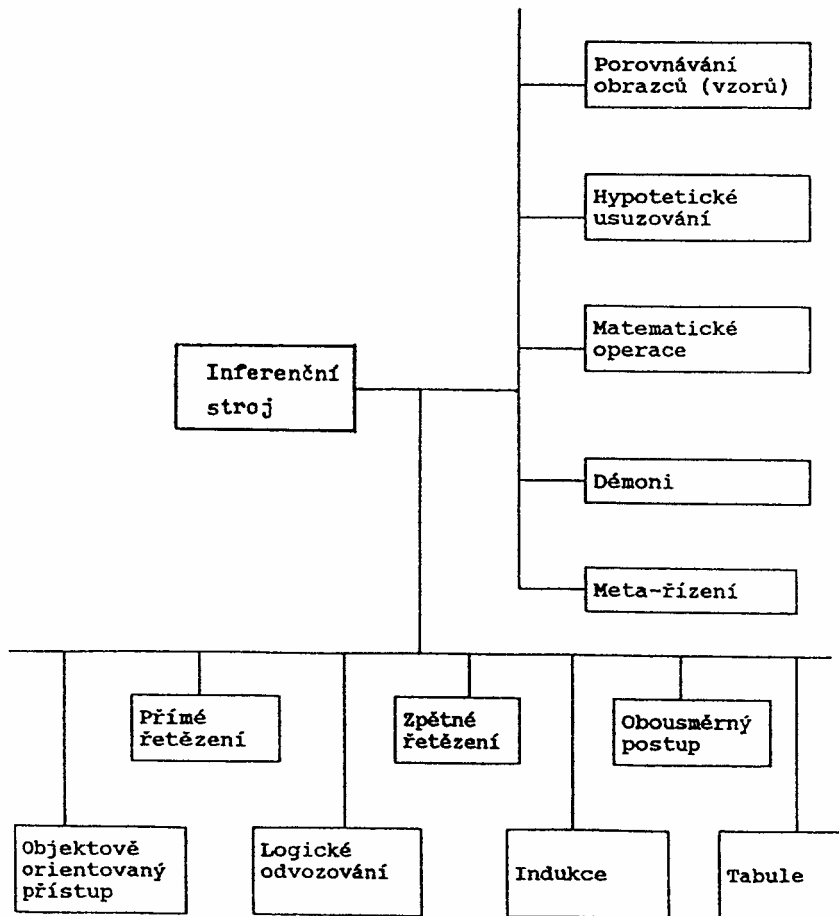 Porovnávání
obrazců (vzorů)
Hypotetické
usuzování
Matematické
operace
Inferenční
stroj
Démoni
Meta-řízení
Přímé
řetězení
Zpětné
řetězení
Obousměrný
postup
Objektově
orientovaný
přístup
Logické
odvozování
Indukce
Tabule